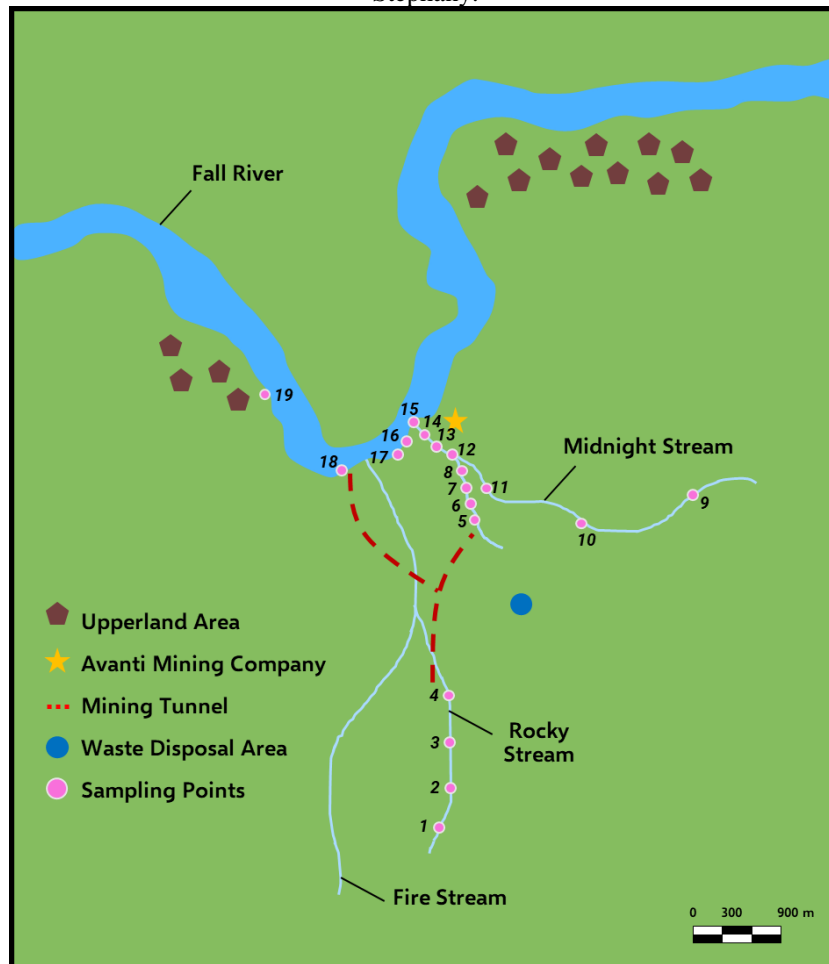 Stephany.
Fall River
19
15
14
16
13
17
12
18
8
7
11
6
5
Midnight Stream
9
10
Upperland Area
Avanti Mining Company
Mining Tunnel
Waste Disposal Area
Sampling Points
4
3
2
1
Rocky
Stream
Fire Stream
0 300 900 m